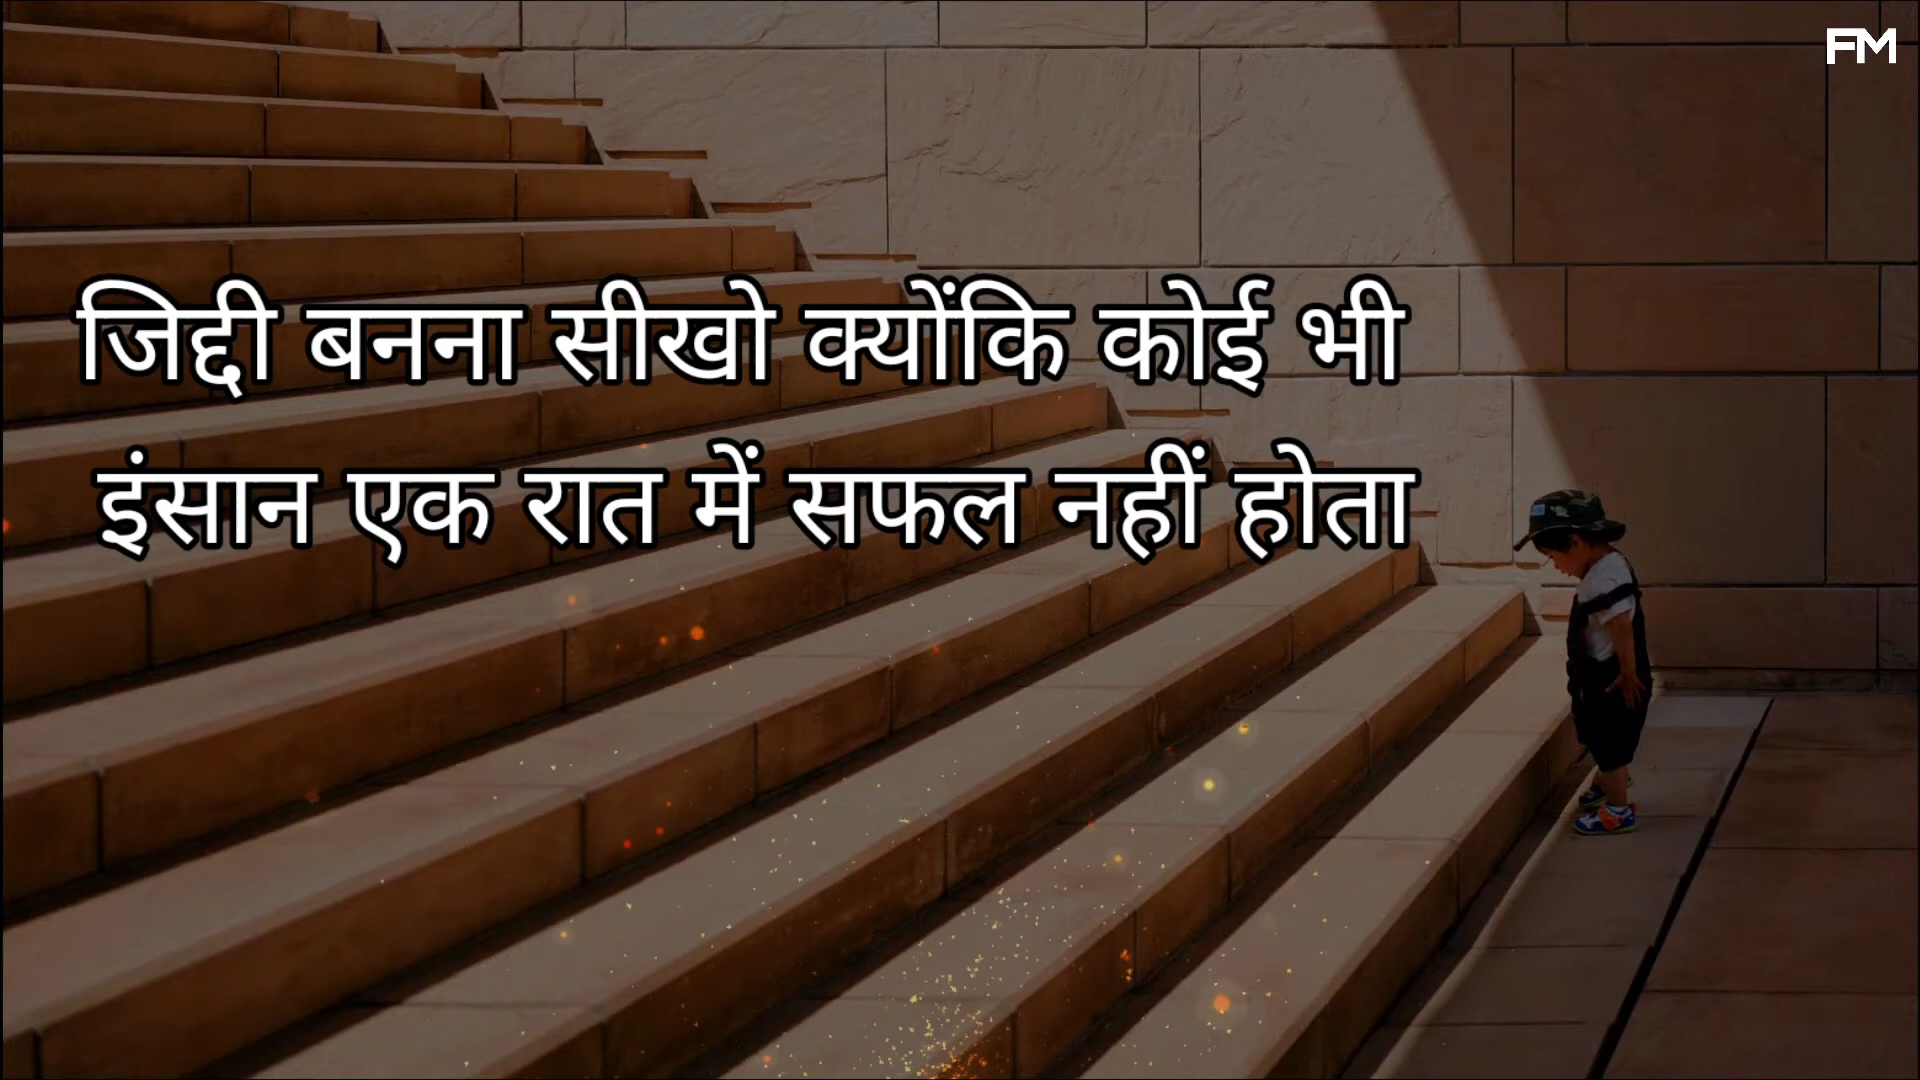 FM
जिद्दी बनना सीखो क्योंकि कोई भी
इंसान एक रात में सफल नहीं होता